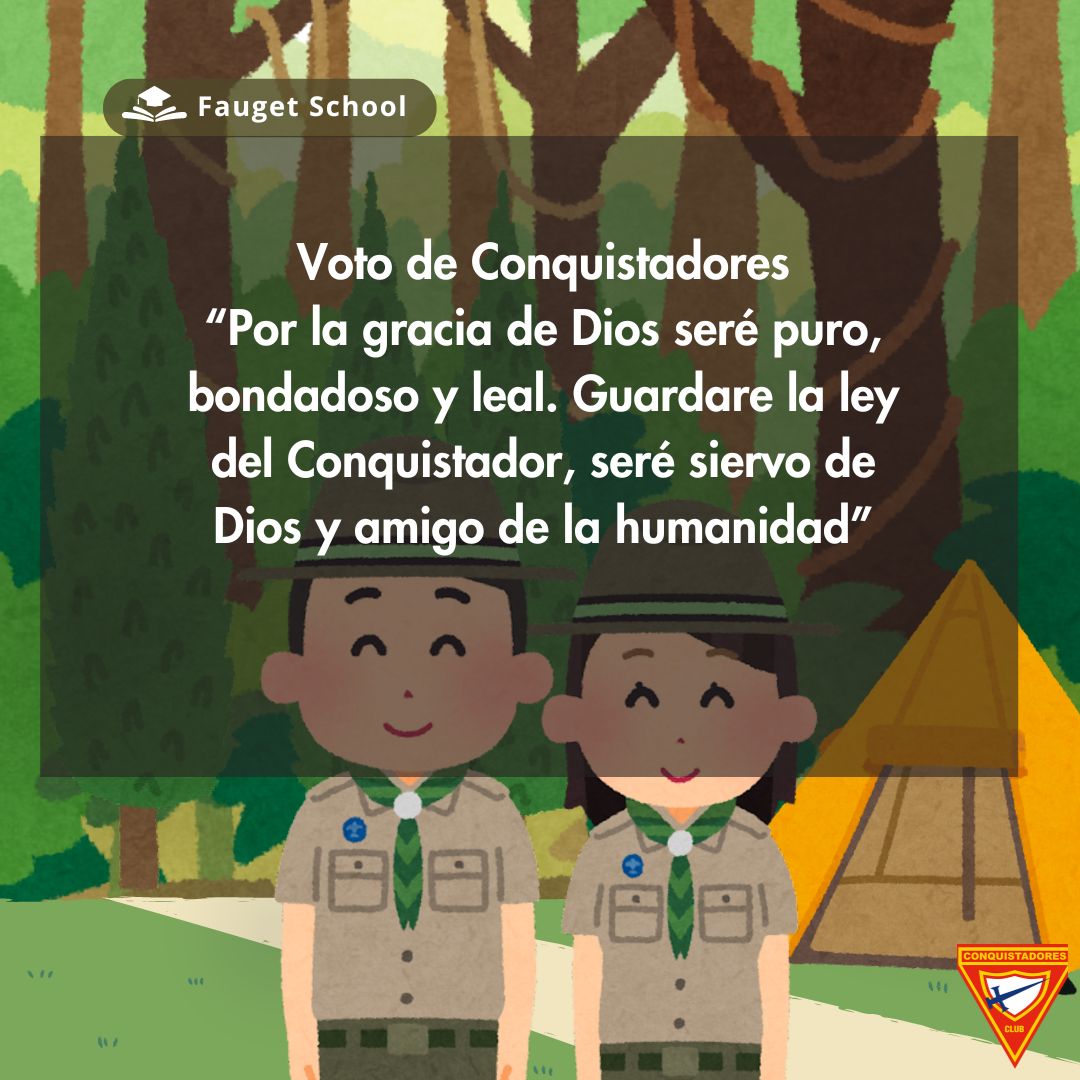 Fauget School
Voto de Conquistadores
“Por la gracia de Dios seré puro,
bondadoso y leal. Guardare la ley
del Conquistador, seré siervo de
Dios y amigo de la humanidad”
CONQUISTADORES
CLUB